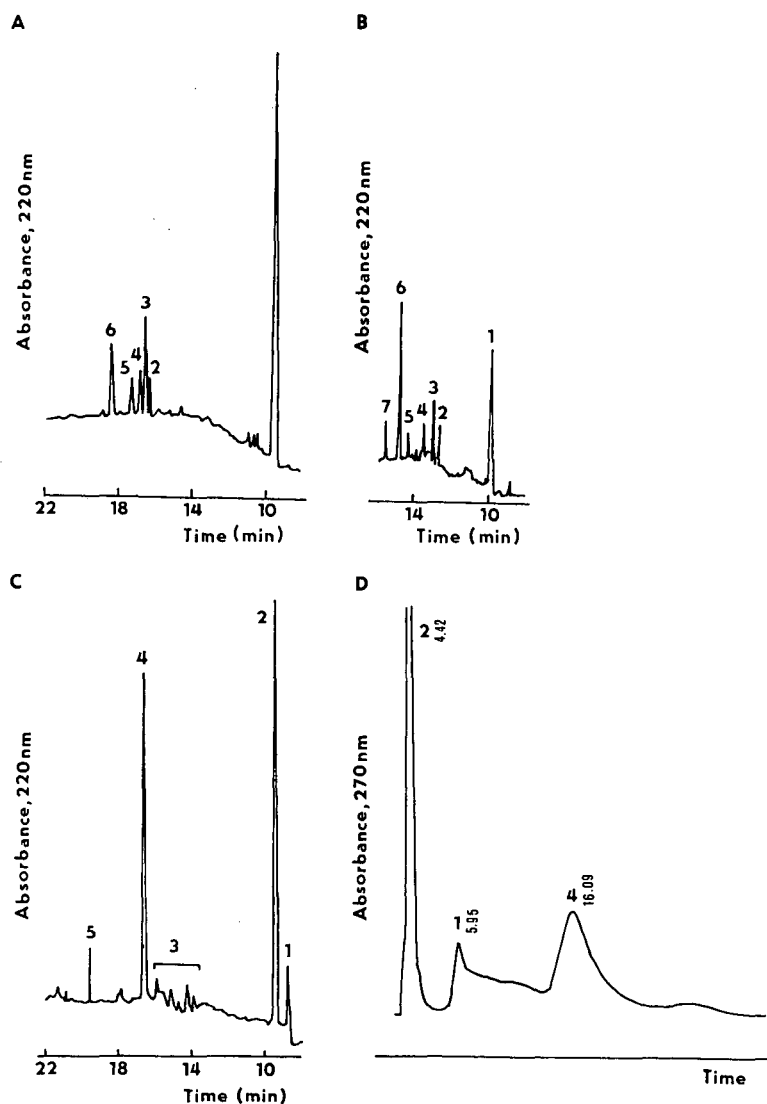 A
Absorbance, 220nm
6
5
4
3
2
22 18 14 10
Time (min)
B
Absorbance, 220nm
7
6
5
4
3
2
1
14 10
Time (min)
C
Absorbance, 220nm
5
4
3
2
1
22 18 14 10
Time (min)
D
Absorbance, 270nm
2 4.42
1 5.95
4 16.09
Time